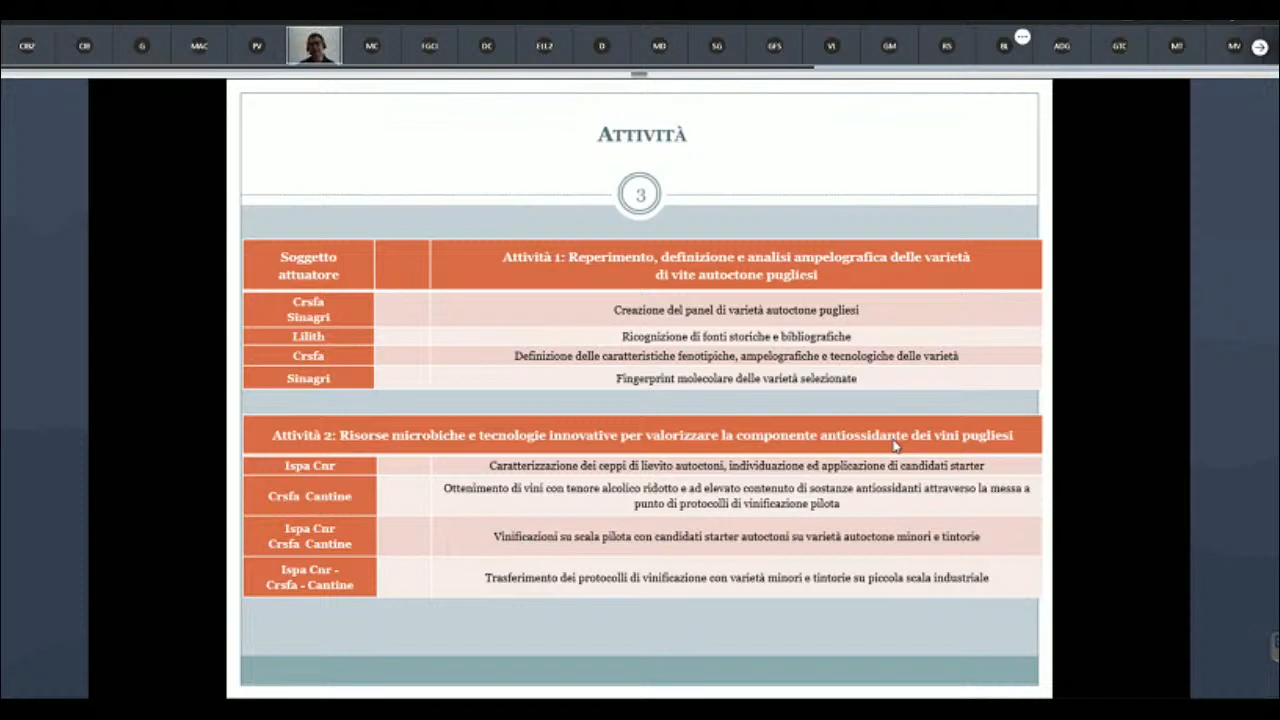 CIB2 CIB G MAC PV MC FGCI DC ELL2 D MD SG GFS VL GM RS BL ADG GTC MT MV
ATTIVITÀ
3
Soggetto
attuatore
Attività 1: Reperimento, definizione e analisi ampelografica delle varietà
di vite autoctone pugliesi
Crsfa
Sinagri
Creazione del panel di varietà autoctone pugliesi
Lilith
Ricognizione di fonti storiche e bibliografiche
Crsfa
Definizione delle caratteristiche fenotipiche, ampelografiche e tecnologiche delle varietà
Sinagri
Fingerprint molecolare delle varietà selezionate
Attività 2: Risorse microbiche e tecnologie innovative per valorizzare la componente antiossidante dei vini pugliesi
Ispa Cnr
Caratterizzazione dei ceppi di lievito autoctoni, individuazione ed applicazione di candidati starter
Crsfa Cantine
Ottenimento di vini con tenore alcolico ridotto e ad elevato contenuto di sostanze antiossidanti attraverso la messa a
punto di protocolli di vinificazione pilota
Ispa Cnr
Crsfa Cantine
Vinificazioni su scala pilota con candidati starter autoctoni su varietà autoctone minori e tintorie
Ispa Cnr -
Crsfa - Cantine
Trasferimento dei protocolli di vinificazione con varietà minori e tintorie su piccola scala industriale